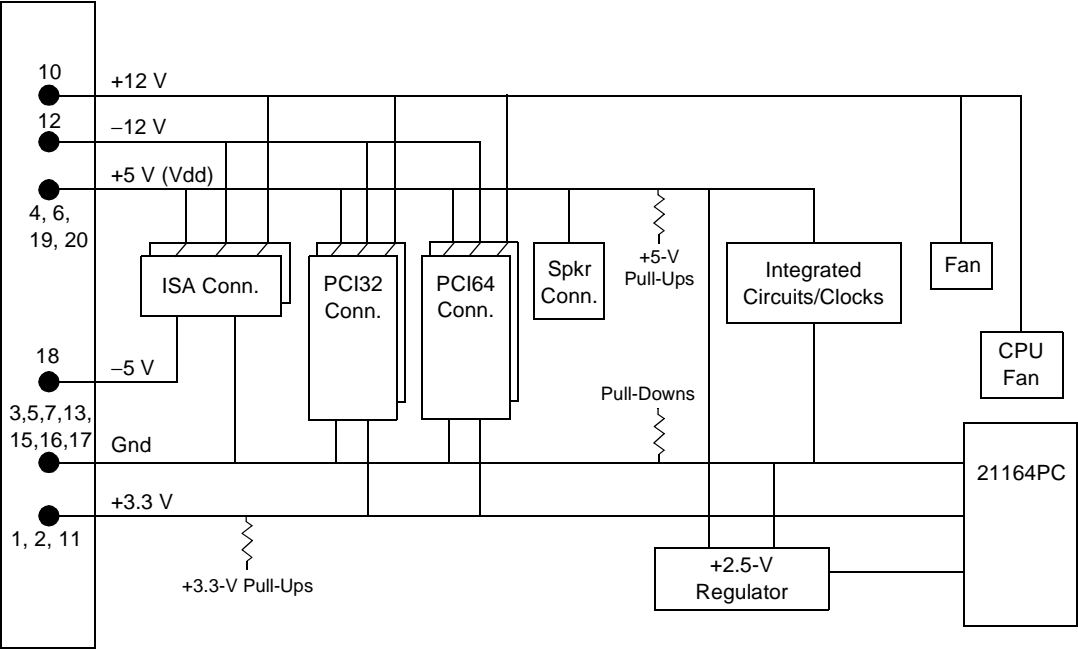 10
+12 V
12
−12 V
+5 V (Vdd)
4, 6,
19, 20
ISA Conn.
PCI32
Conn.
PCI64
Conn.
Spkr
Conn.
+5-V
Pull-Ups
Integrated
Circuits/Clocks
Fan
CPU
Fan
18
−5 V
Pull-Downs
3,5,7,13,
15,16,17
Gnd
21164PC
+3.3 V
1, 2, 11
+3.3-V Pull-Ups
+2.5-V
Regulator